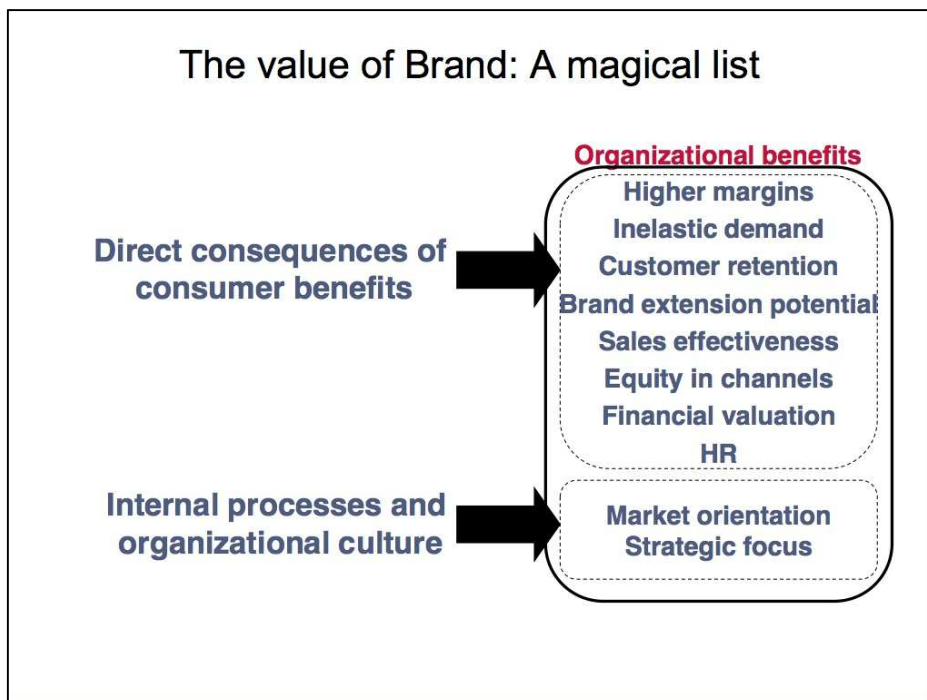 The value of Brand: A magical list
Direct consequences of
consumer benefits
Organizational benefits
Higher margins
Inelastic demand
Customer retention
Brand extension potential
Sales effectiveness
Equity in channels
Financial valuation
HR
Internal processes and
organizational culture
Market orientation
Strategic focus